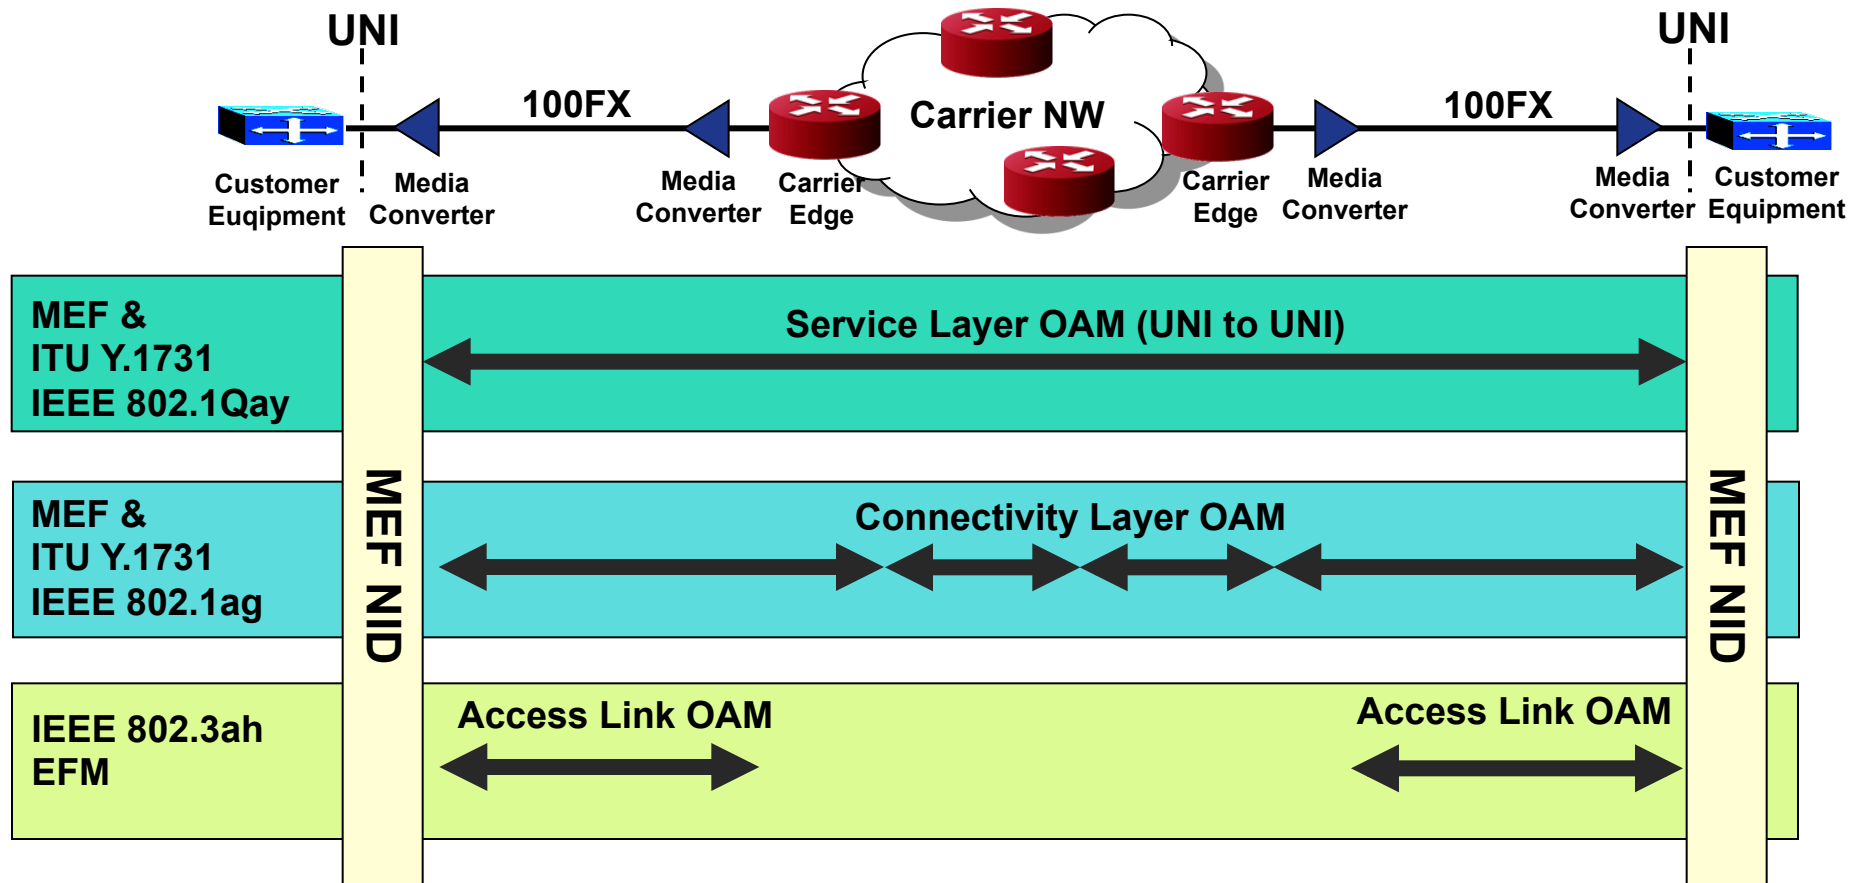 UNI
UNI
100FX
Carrier NW
100FX
Customer
Euqipment
Media
Converter
Media
Converter
Carrier
Edge
Carrier
Edge
Media
Converter
Media
Converter
Customer
Equipment
MEF &
ITU Y.1731
IEEE 802.1Qay
Service Layer OAM (UNI to UNI)
MEF &
ITU Y.1731
IEEE 802.1ag
Connectivity Layer OAM
MEF NID
MEF NID
IEEE 802.3ah
EFM
Access Link OAM
Access Link OAM